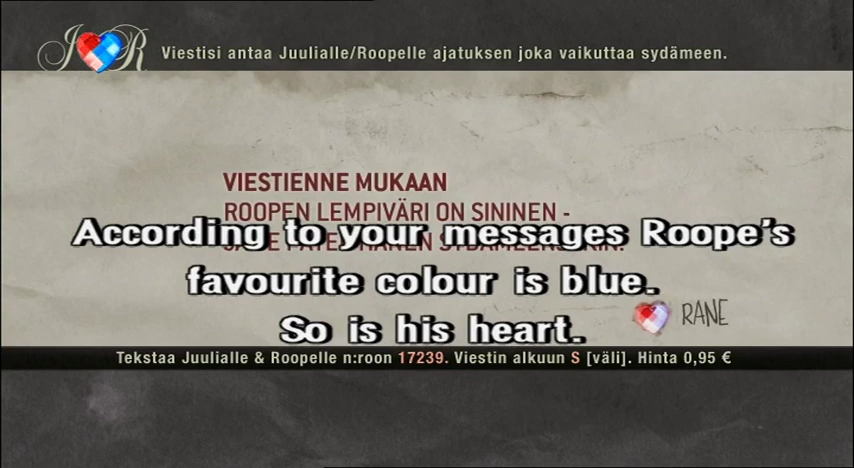 J R
Viestisi antaa Juulialle/Roopelle ajatuksen joka vaikuttaa sydämeen.
VIESTIENNE MUKAAN
ROOPEN LEMPIVÄRI ON SININEN -
According to your messages Roope's
favourite colour is blue.
So is his heart.
RANE
Tekstaa Juulialle & Roopelle n:roon 17239. Viestin alkuun S [väli]. Hinta 0,95 €